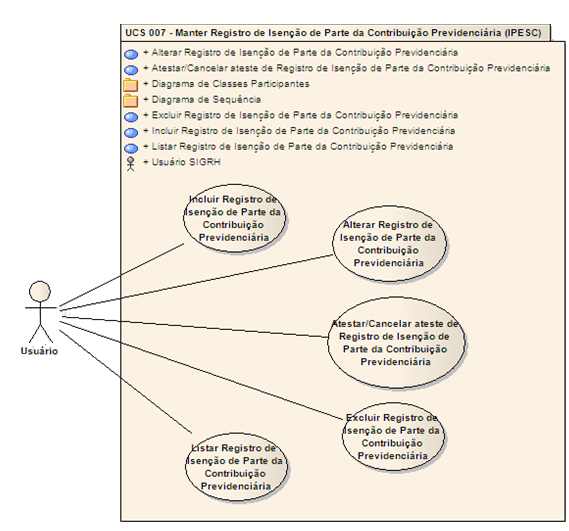 UCS 007 - Manter Registro de Isenção de Parte da Contribuição Previdenciária (IPESC)
+ Alterar Registro de Isenção de Parte da Contribuição Previdenciária
+ Atestar/Cancelar ateste de Registro de Isenção de Parte da Contribuição Previdenciária
+ Diagrama de Classes Participantes
+ Diagrama de Sequência
+ Excluir Registro de Isenção de Parte da Contribuição Previdenciária
+ Incluir Registro de Isenção de Parte da Contribuição Previdenciária
+ Listar Registro de Isenção de Parte da Contribuição Previdenciária
+ Usuário SIGRH
Incluir Registro de
Isenção de Parte da
Contribuição
Previdenciária
Alterar Registro de
Isenção de Parte da
Contribuição
Previdenciária
Atestar/Cancelar ateste de
Registro de Isenção de
Parte da Contribuição
Previdenciária
Usuário
Excluir Registro de
Isenção de Parte da
Contribuição
Previdenciária
Listar Registro de
Isenção de Parte da
Contribuição
Previdenciária